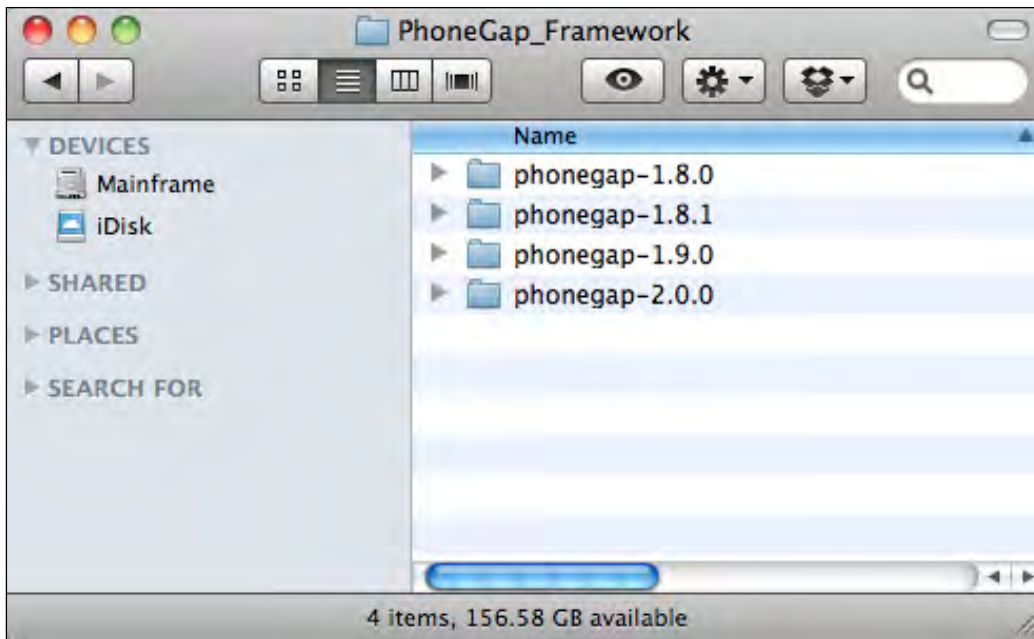 PhoneGap_Framework
DEVICES
Mainframe
iDisk
SHARED
PLACES
SEARCH FOR
Name
phonegap-1.8.0
phonegap-1.8.1
phonegap-1.9.0
phonegap-2.0.0
4 items, 156.58 GB available